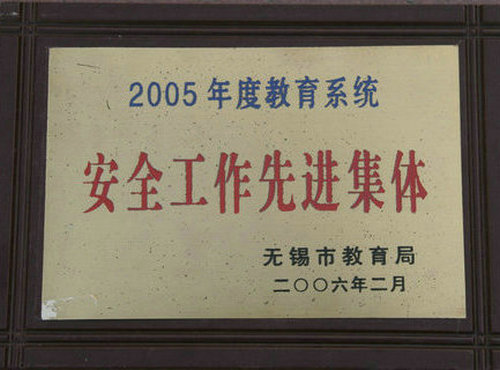 2005年度教育系统
安全工作先进集体
无锡市教育局
二〇〇六年二月